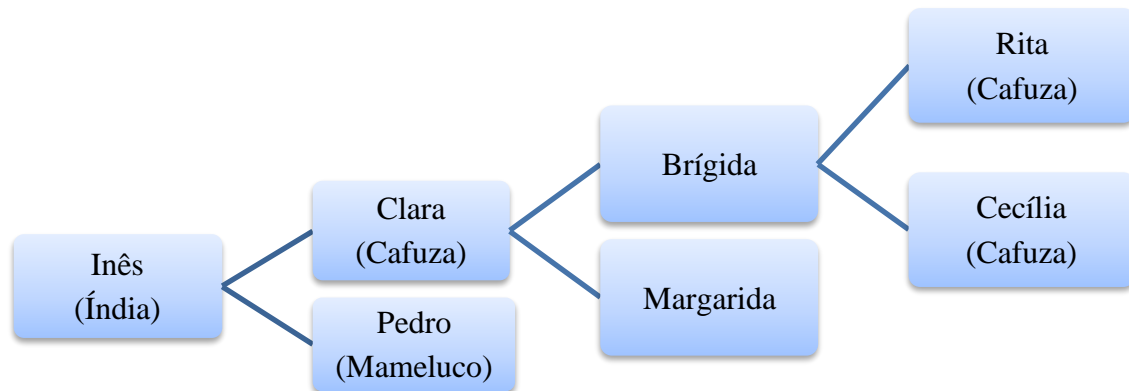 Inês
(Índia)
Clara
(Cafuza)
Pedro
(Mameluco)
Brígida
Margarida
Rita
(Cafuza)
Cecília
(Cafuza)